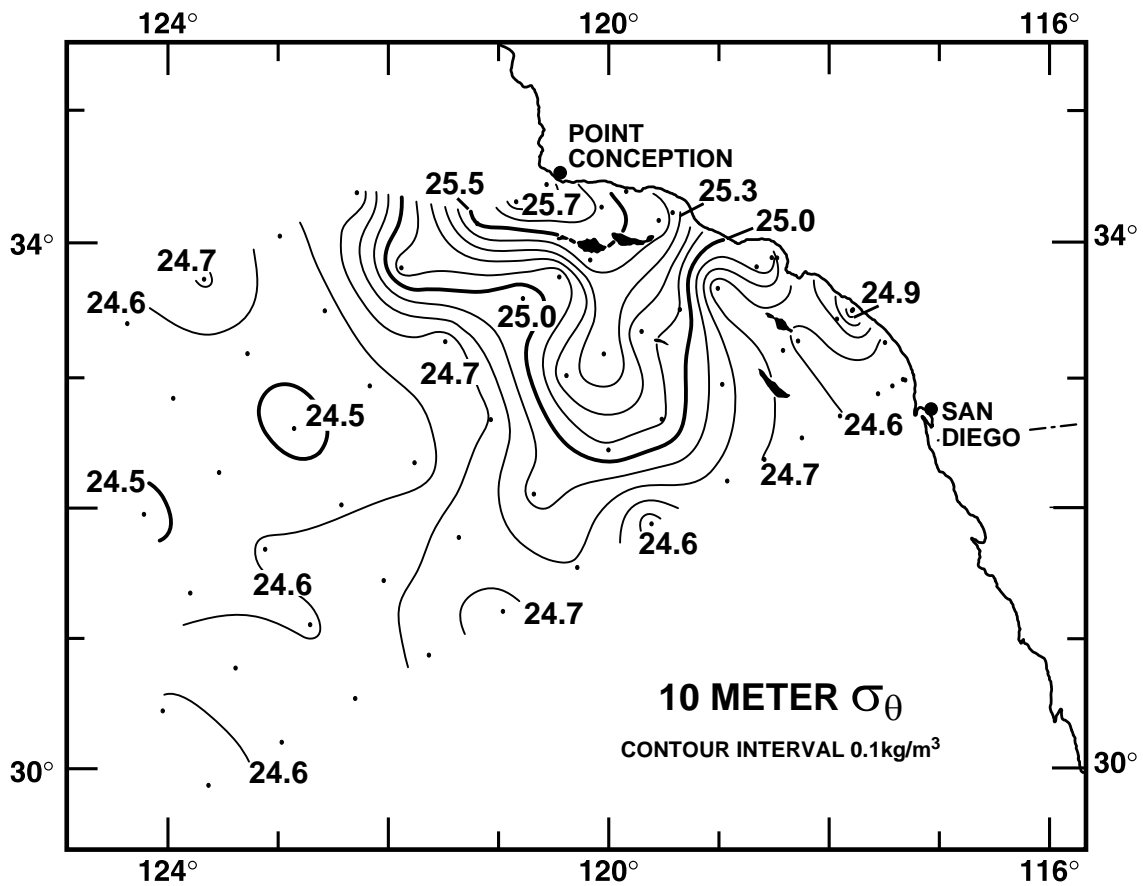 124° 120° 116°
POINT
CONCEPTION
25.5
25.7
25.3
25.0
34°
34°
24.7
24.6
24.9
25.0
24.7
24.5
24.6
SAN
DIEGO
24.5
24.7
24.6
24.6
24.7
10 METER σθ
CONTOUR INTERVAL 0.1kg/m³
24.6
30°
30°
124° 120° 116°